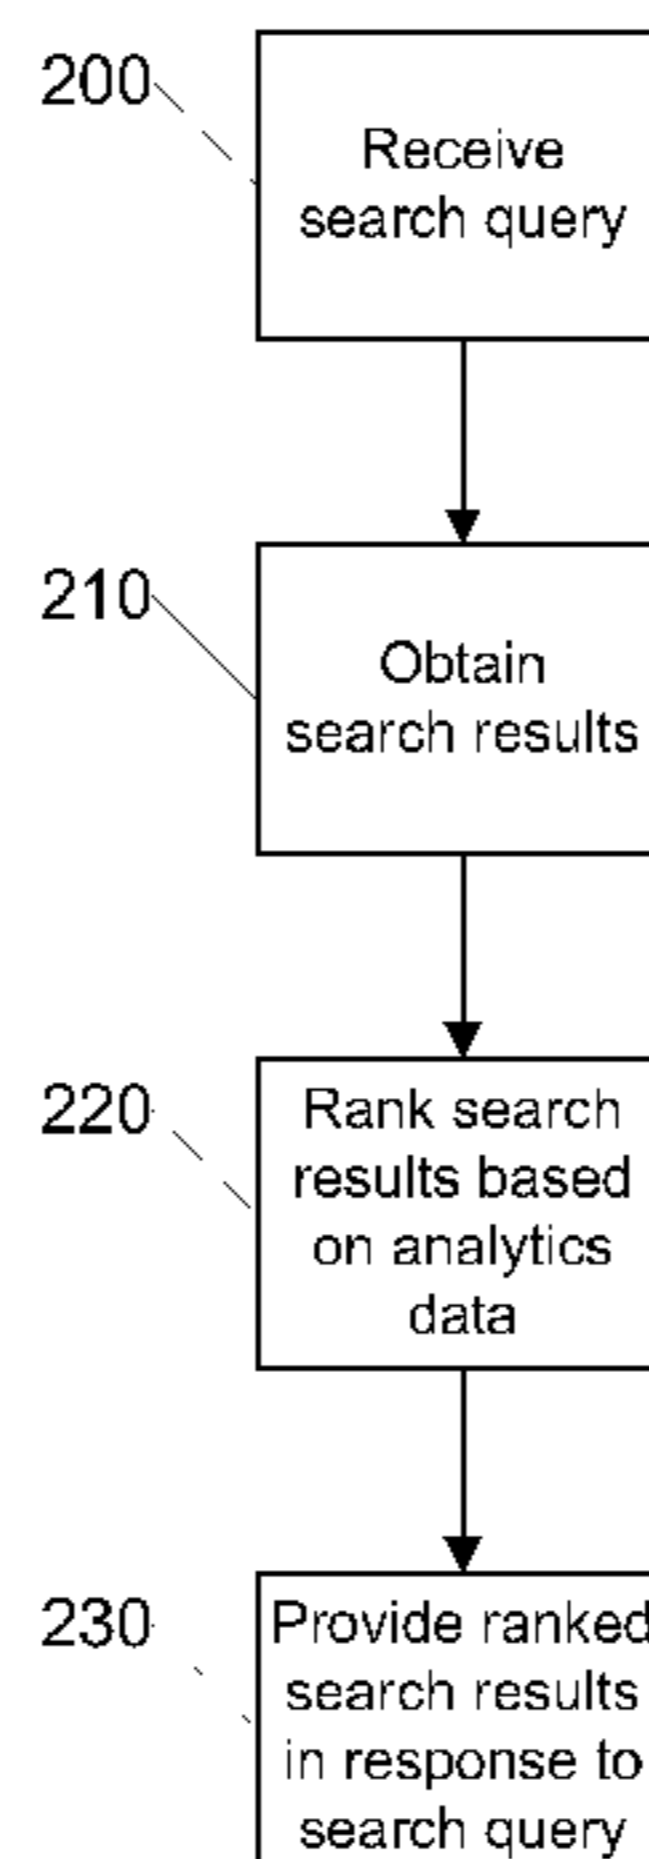 200
Receive
search query
210
Obtain
search results
220
Rank search
results based
on analytics
data
230
Provide ranked
search results
in response to
search query